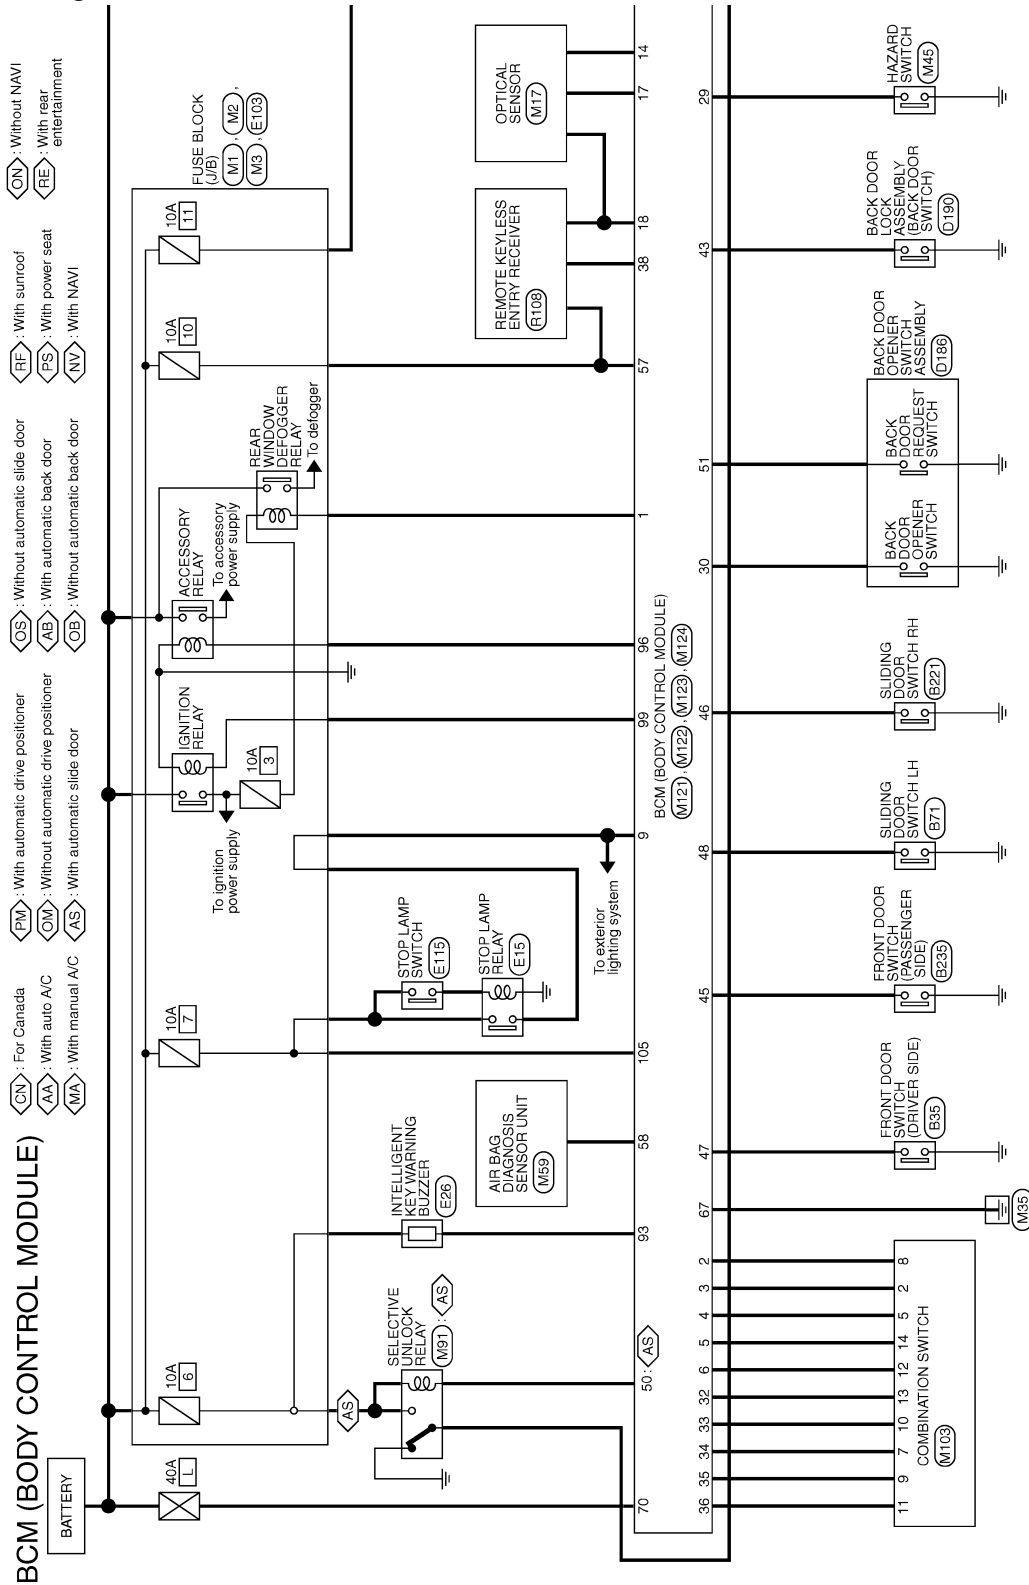 BCM (BODY CONTROL MODULE)
CN : For Canada
AA : With auto A/C
MA : With manual A/C
PM : With automatic drive positioner
OM : Without automatic drive positioner
AS : With automatic slide door
OS : Without automatic slide door
AB : With automatic back door
OB : Without automatic back door
RF : With sunroof
PS : With power seat
NV : With NAVI
ON : Without NAVI
RE : With rear
entertainment
BATTERY
40A
L
10A
6
10A
7
IGNITION
RELAY
10A
3
To ignition
power supply
ACCESSORY
RELAY
To accessory
power supply
REAR
WINDOW
DEFOGGER
RELAY
To defogger
10A
10
10A
11
FUSE BLOCK
(J/B)
M1 , M2 ,
M3 , E103
AS
SELECTIVE
UNLOCK
RELAY
M91 : AS
INTELLIGENT
KEY WARNING
BUZZER
E26
AIR BAG
DIAGNOSIS
SENSOR UNIT
M59
STOP LAMP
SWITCH
E115
STOP LAMP
RELAY
E15
To exterior
lighting system
REMOTE KEYLESS
ENTRY RECEIVER
R108
OPTICAL
SENSOR
M17
70
50 : AS
93
58
105
9
99
96
1
57
38
18
17
14
BCM (BODY CONTROL MODULE)
M121 , M122 , M123 , M124
36
35
34
33
32
6
5
4
3
2
67
47
45
48
46
30
51
43
29
11
9
7
10
13
12
14
5
2
8
COMBINATION SWITCH
M103
M35
FRONT DOOR
SWITCH
(DRIVER SIDE)
B35
FRONT DOOR
SWITCH
(PASSENGER
SIDE)
B235
SLIDING
DOOR
SWITCH LH
B71
SLIDING
DOOR
SWITCH RH
B221
BACK
DOOR
OPENER
SWITCH
BACK
DOOR
REQUEST
SWITCH
BACK DOOR
OPENER
SWITCH
ASSEMBLY
D186
BACK DOOR
LOCK
ASSEMBLY
(BACK DOOR
SWITCH)
D190
HAZARD
SWITCH
M45